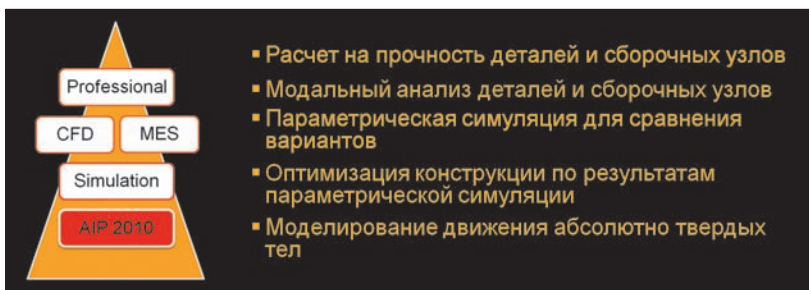 Professional
CFD MES
Simulation
AIP 2010
▪ Расчет на прочность деталей и сборочных узлов
▪ Модальный анализ деталей и сборочных узлов
▪ Параметрическая симуляция для сравнения
вариантов
▪ Оптимизация конструкции по результатам
параметрической симуляции
▪ Моделирование движения абсолютно твердых
тел